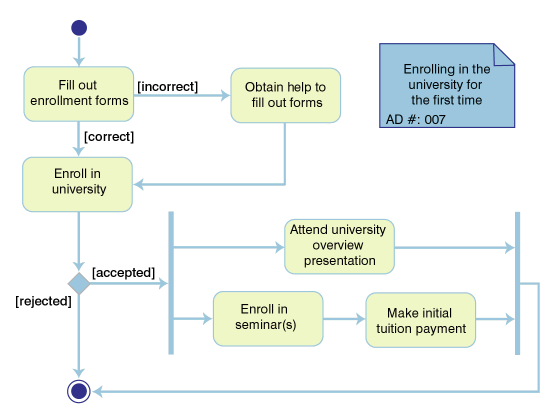 Fill out
enrollment forms
[incorrect]
Obtain help to
fill out forms
Enrolling in the
university for
the first time
AD #: 007
[correct]
Enroll in
university
[accepted]
[rejected]
Attend university
overview
presentation
Enroll in
seminar(s)
Make initial
tuition payment